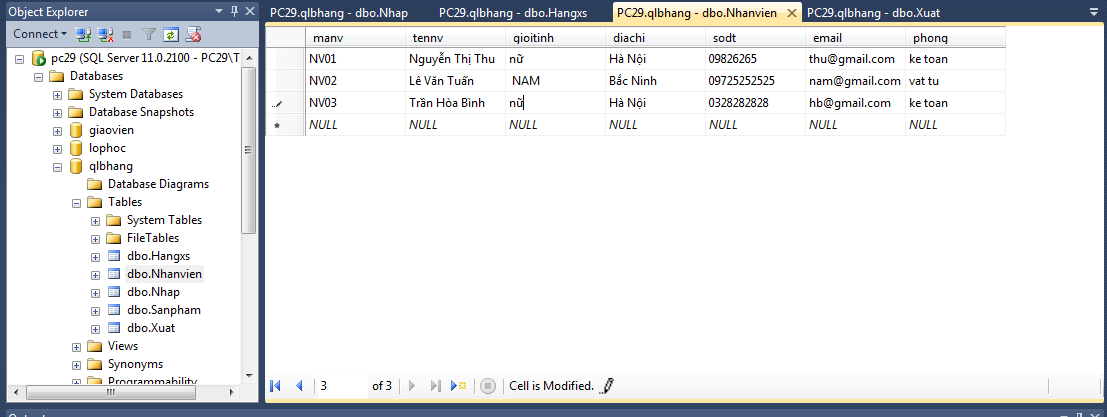 Object Explorer
Connect
pc29 (SQL Server 11.0.2100 - PC29\T
Databases
System Databases
Database Snapshots
giaovien
lophoc
qlbhang
Database Diagrams
Tables
System Tables
FileTables
dbo.Hangxs
dbo.Nhanvien
dbo.Nhap
dbo.Sanpham
dbo.Xuat
Views
Synonyms
Programmability
PC29.qlbhang - dbo.Nhap PC29.qlbhang - dbo.Hangxs PC29.qlbhang - dbo.Nhanvien PC29.qlbhang - dbo.Xuat
manv tennv gioitinh diachi sodt email phong
NV01 Nguyễn Thị Thu nữ Hà Nội 09826265 thu@gmail.com ke toan
NV02 Lê Văn Tuấn NAM Bắc Ninh 09725252525 nam@gmail.com vat tu
NV03 Trần Hòa Bình nữ Hà Nội 0328282828 hb@gmail.com ke toan
NULL NULL NULL NULL NULL NULL NULL
3 of 3 Cell is Modified.